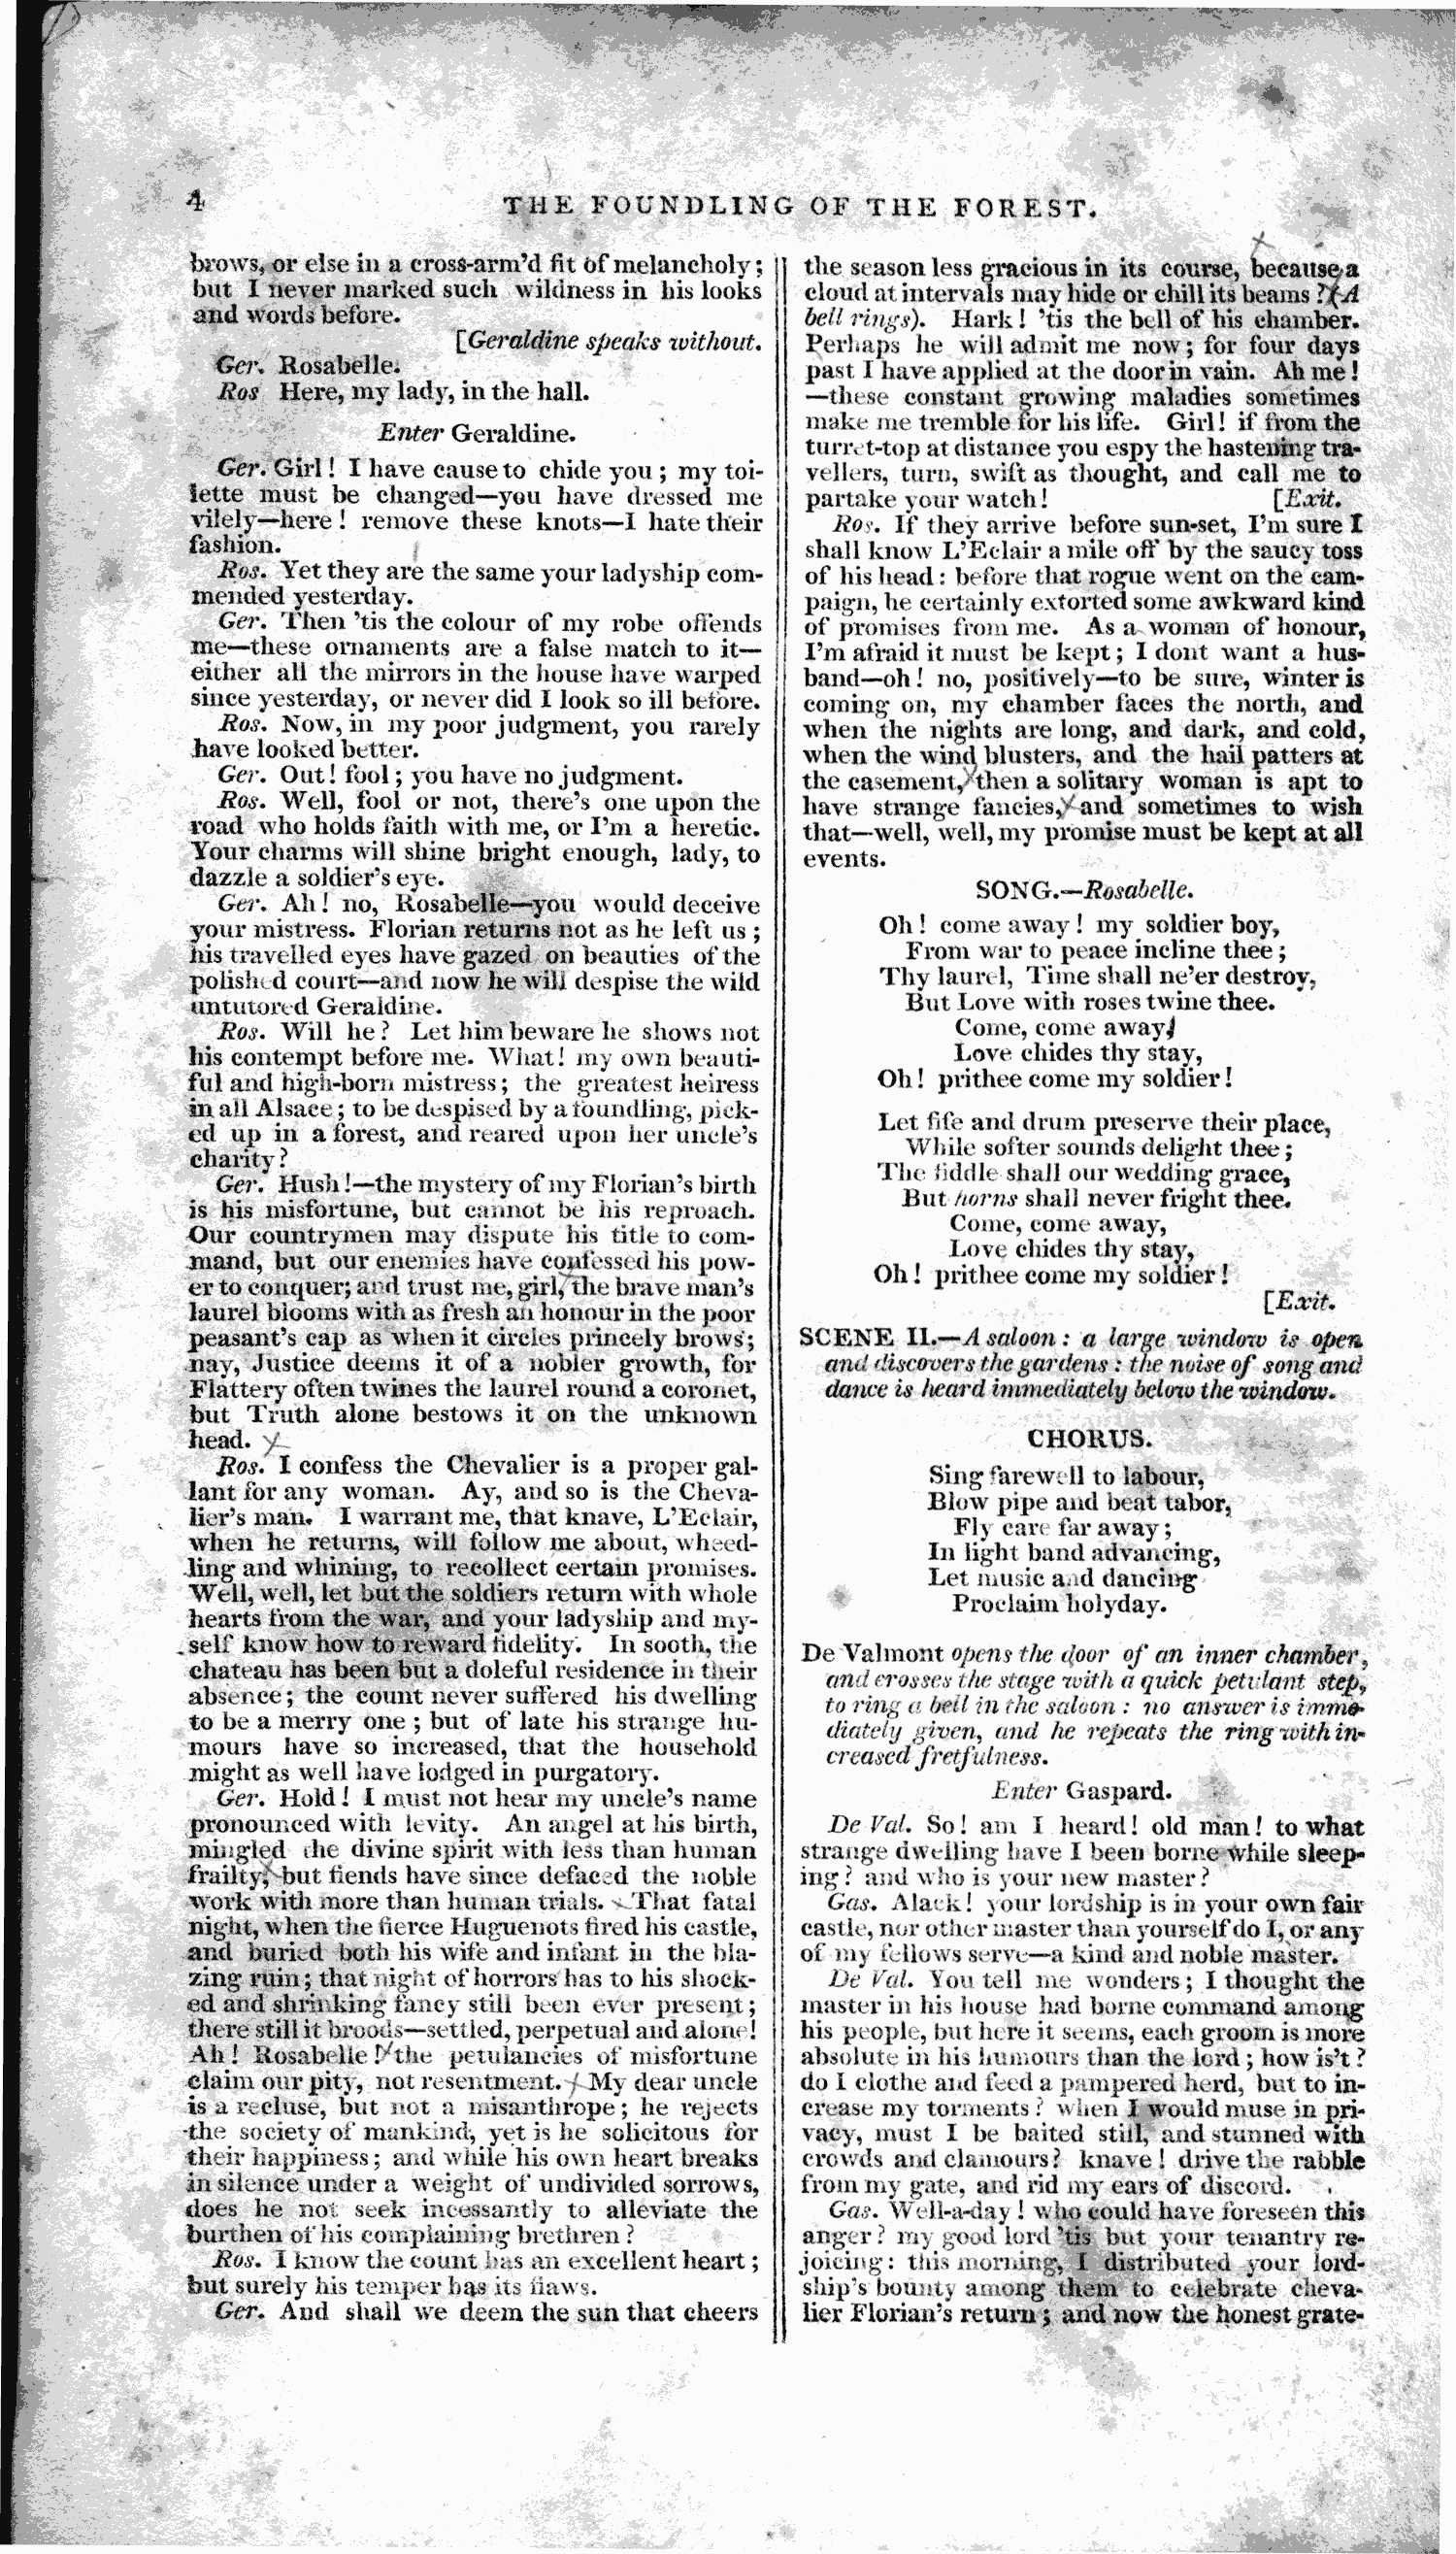 4
THE FOUNDLING OF THE FOREST.
brows, or else in a cross-arm'd fit of melancholy;
but I never marked such wildness in his looks
and words before.
[Geraldine speaks without.
Ger. Rosabelle.
Ros Here, my lady, in the hall.
Enter Geraldine.
Ger. Girl! I have cause to chide you; my toi-
lette must be changed—you have dressed me
vilely—here! remove these knots—I hate their
fashion.
Ros. Yet they are the same your ladyship com-
mended yesterday.
Ger. Then 'tis the colour of my robe offends
me—these ornaments are a false match to it—
either all the mirrors in the house have warped
since yesterday, or never did I look so ill before.
Ros. Now, in my poor judgment, you rarely
have looked better.
Ger. Out! fool; you have no judgment.
Ros. Well, fool or not, there's one upon the
road who holds faith with me, or I'm a heretic.
Your charms will shine bright enough, lady, to
dazzle a soldier's eye.
Ger. Ah! no, Rosabelle—you would deceive
your mistress. Florian returns not as he left us;
his travelled eyes have gazed on beauties of the
polished court—and now he will despise the wild
untutored Geraldine.
Ros. Will he? Let him beware he shows not
his contempt before me. What! my own beauti-
ful and high-born mistress; the greatest heiress
in all Alsace; to be despised by a foundling, pick-
ed up in a forest, and reared upon her uncle's
charity?
Ger. Hush!—the mystery of my Florian's birth
is his misfortune, but cannot be his reproach.
Our countrymen may dispute his title to com-
mand, but our enemies have confessed his pow-
er to conquer; and trust me, girl, the brave man's
laurel blooms with as fresh an honour in the poor
peasant's cap as when it circles princely brows;
nay, Justice deems it of a nobler growth, for
Flattery often twines the laurel round a coronet,
but Truth alone bestows it on the unknown
head.
Ros. I confess the Chevalier is a proper gal-
lant for any woman. Ay, and so is the Cheva-
lier's man. I warrant me, that knave, L'Eclair,
when he returns, will follow me about, wheed-
ling and whining, to recollect certain promises.
Well, well, let but the soldiers return with whole
hearts from the war, and your ladyship and my-
self know how to reward fidelity. In sooth, the
chateau has been but a doleful residence in their
absence; the count never suffered his dwelling
to be a merry one; but of late his strange hu-
mours have so increased, that the household
might as well have lodged in purgatory.
Ger. Hold! I must not hear my uncle's name
pronounced with levity. An angel at his birth,
mingled the divine spirit with less than human
frailty, but fiends have since defaced the noble
work with more than human trials. That fatal
night, when the fierce Huguenots fired his castle,
and buried both his wife and infant in the bla-
zing ruin; that night of horrors has to his shock-
ed and shrinking fancy still been ever present;
there still it broods—settled, perpetual and alone!
Ah! Rosabelle! the petulancies of misfortune
claim our pity, not resentment. My dear uncle
is a recluse, but not a misanthrope; he rejects
the society of mankind, yet is he solicitous for
their happiness; and while his own heart breaks
in silence under a weight of undivided sorrows,
does he not seek incessantly to alleviate the
burthen of his complaining brethren?
Ros. I know the count has an excellent heart;
but surely his temper has its flaws.
Ger. And shall we deem the sun that cheers
the season less gracious in its course, because a
cloud at intervals may hide or chill its beams? (A
bell rings). Hark! 'tis the bell of his chamber.
Perhaps he will admit me now; for four days
past I have applied at the door in vain. Ah me!
—these constant growing maladies sometimes
make me tremble for his life. Girl! if from the
turret-top at distance you espy the hastening tra-
vellers, turn, swift as thought, and call me to
partake your watch! [Exit.
Ros. If they arrive before sun-set, I'm sure I
shall know L'Eclair a mile off by the saucy toss
of his head: before that rogue went on the cam-
paign, he certainly extorted some awkward kind
of promises from me. As a woman of honour,
I'm afraid it must be kept; I dont want a hus-
band—oh! no, positively—to be sure, winter is
coming on, my chamber faces the north, and
when the nights are long, and dark, and cold,
when the wind blusters, and the hail patters at
the casement, then a solitary woman is apt to
have strange fancies, and sometimes to wish
that—well, well, my promise must be kept at all
events.
SONG.—Rosabelle.
Oh! come away! my soldier boy,
From war to peace incline thee;
Thy laurel, Time shall ne'er destroy,
But Love with roses twine thee.
Come, come away,
Love chides thy stay,
Oh! prithee come my soldier!
Let fife and drum preserve their place,
While softer sounds delight thee;
The fiddle shall our wedding grace,
But horns shall never fright thee.
Come, come away,
Love chides thy stay,
Oh! prithee come my soldier!
[Exit.
SCENE II.—A saloon: a large window is open
and discovers the gardens: the noise of song and
dance is heard immediately below the window.
CHORUS.
Sing farewell to labour,
Blow pipe and beat tabor,
Fly care far away;
In light band advancing,
Let music and dancing
Proclaim holyday.
De Valmont opens the door of an inner chamber,
and crosses the stage with a quick petulant step,
to ring a bell in the saloon: no answer is imme-
diately given, and he repeats the ring with in-
creased fretfulness.
Enter Gaspard.
De Val. So! am I heard! old man! to what
strange dwelling have I been borne while sleep-
ing? and who is your new master?
Gas. Alack! your lordship is in your own fair
castle, nor other master than yourself do I, or any
of my fellows serve—a kind and noble master.
De Val. You tell me wonders; I thought the
master in his house had borne command among
his people, but here it seems, each groom is more
absolute in his humours than the lord; how is't?
do I clothe and feed a pampered herd, but to in-
crease my torments? when I would muse in pri-
vacy, must I be baited still, and stunned with
crowds and clamours? knave! drive the rabble
from my gate, and rid my ears of discord.
Gas. Well-a-day! who could have foreseen this
anger? my good lord 'tis but your tenantry re-
joicing: this morning, I distributed your lord-
ship's bounty among them to celebrate cheva-
lier Florian's return; and now the honest grate-